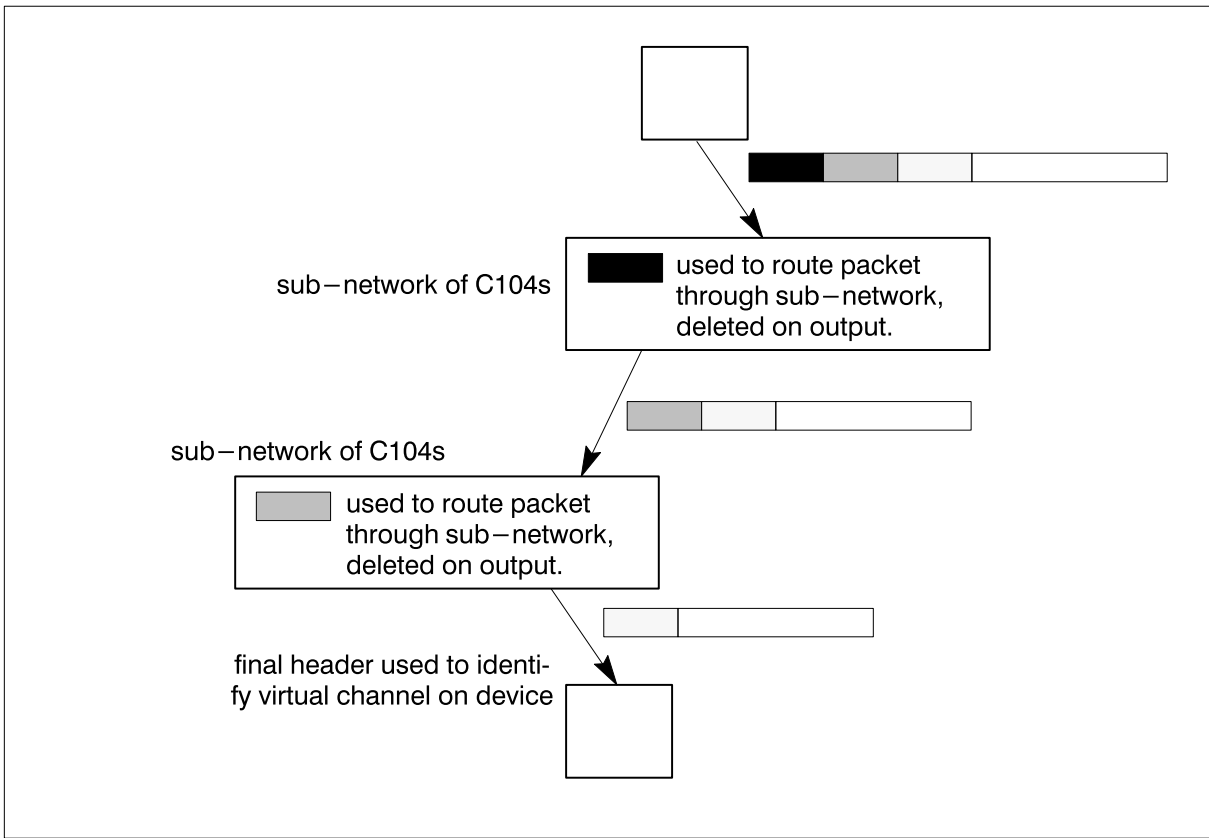 sub−network of C104s
used to route packet
through sub−network,
deleted on output.
sub−network of C104s
used to route packet
through sub−network,
deleted on output.
final header used to identi-
fy virtual channel on device